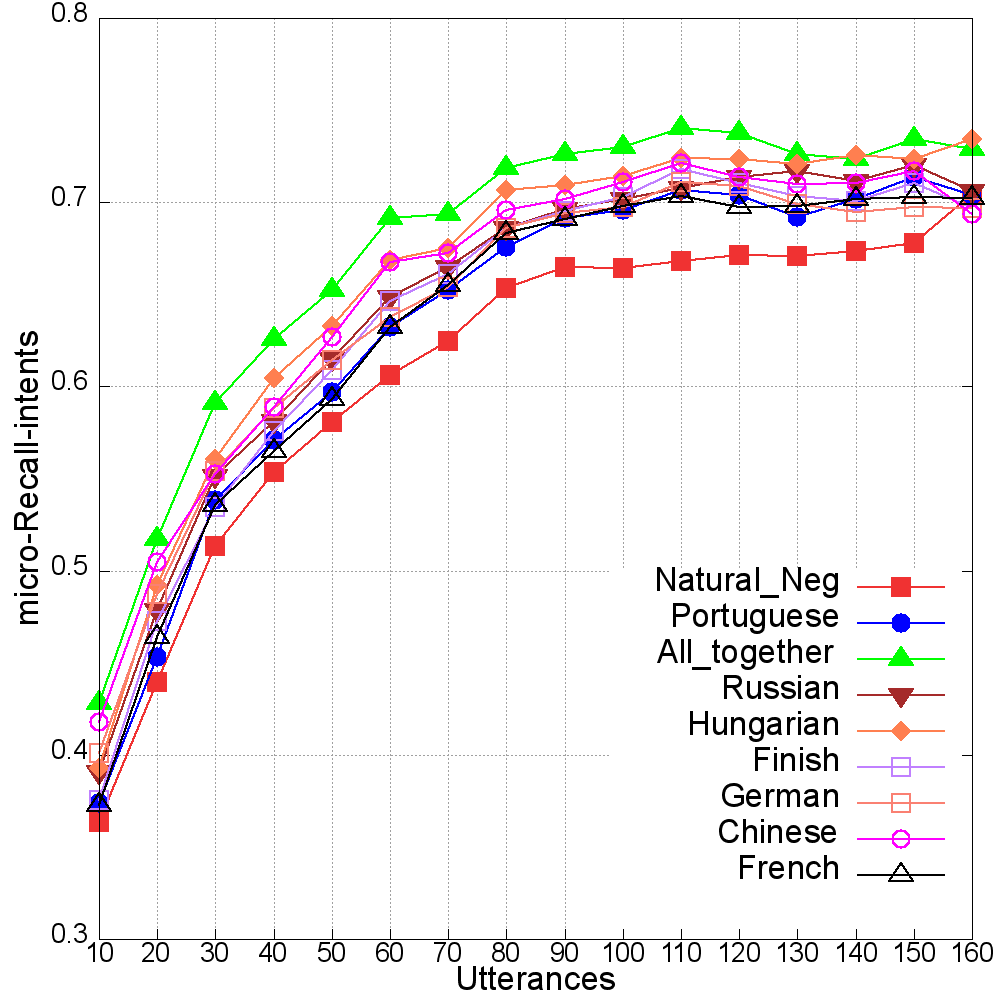 0.8
0.7
0.6
0.5
0.4
0.3
micro-Recall-intents
Natural_Neg
Portuguese
All_together
Russian
Hungarian
Finish
German
Chinese
French
10 20 30 40 50 60 70 80 90 100 110 120 130 140 150 160
Utterances